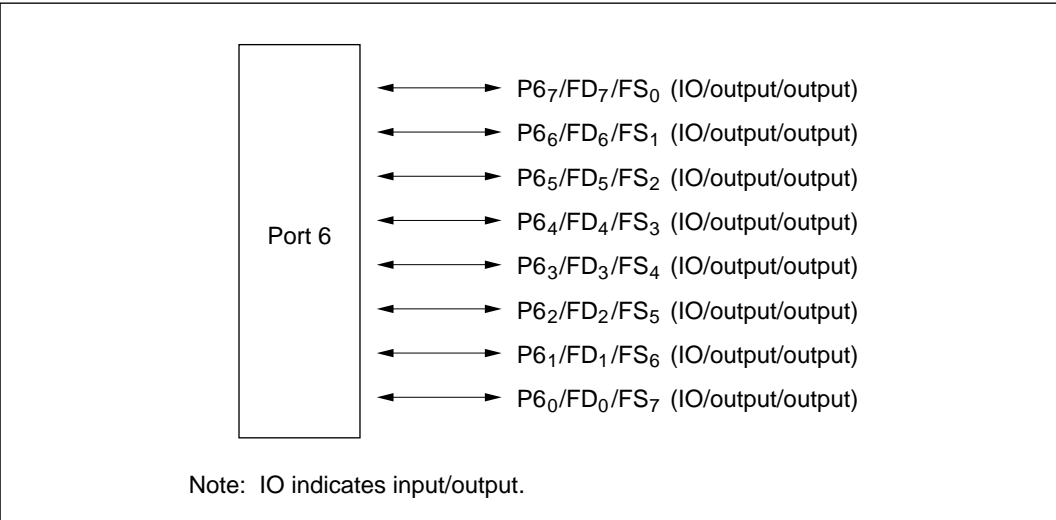 P6₇/FD₇/FS₀ (IO/output/output)
P6₆/FD₆/FS₁ (IO/output/output)
P6₅/FD₅/FS₂ (IO/output/output)
P6₄/FD₄/FS₃ (IO/output/output)
Port 6
P6₃/FD₃/FS₄ (IO/output/output)
P6₂/FD₂/FS₅ (IO/output/output)
P6₁/FD₁/FS₆ (IO/output/output)
P6₀/FD₀/FS₇ (IO/output/output)
Note: IO indicates input/output.